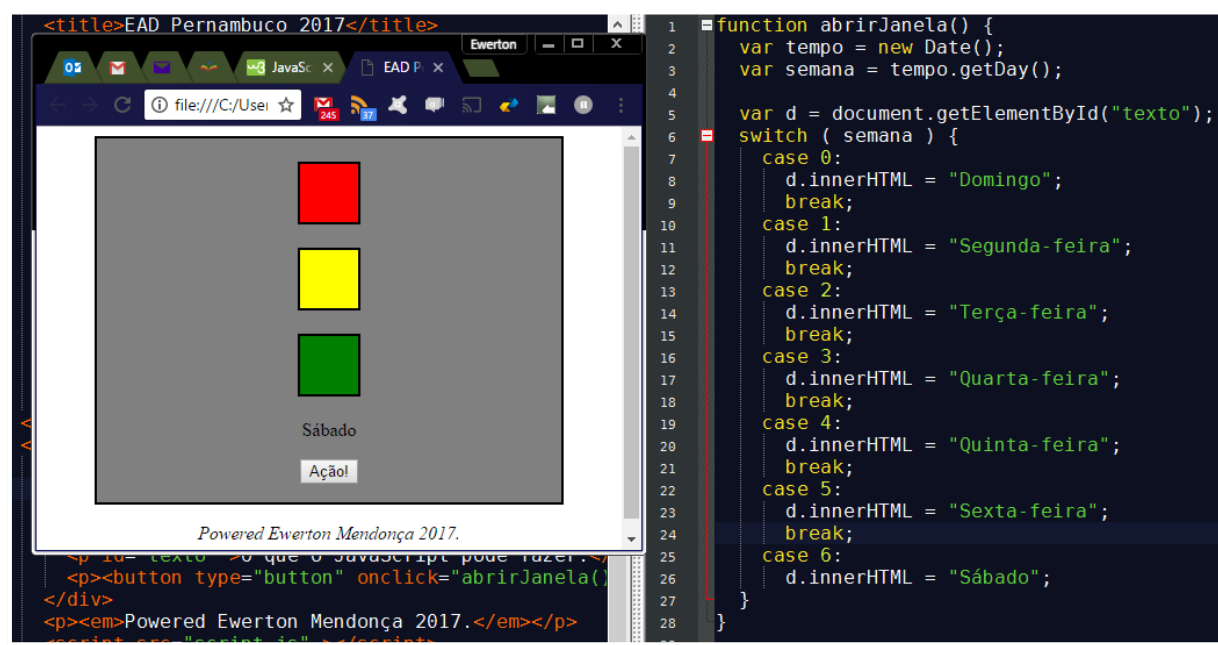 <title>EAD Pernambuco 2017</title>
Ewerton
JavaSc
EAD P
file:///C:/User
245
37
Sábado
Ação!
Powered Ewerton Mendonça 2017.
<p><button type="button" onclick="abrirJanela()
</div>
<p><em>Powered Ewerton Mendonça 2017.</em></p>
1 function abrirJanela() {
2 var tempo = new Date();
3 var semana = tempo.getDay();
4
5 var d = document.getElementById("texto");
6 switch ( semana ) {
7 case 0:
8 d.innerHTML = "Domingo";
9 break;
10 case 1:
11 d.innerHTML = "Segunda-feira";
12 break;
13 case 2:
14 d.innerHTML = "Terça-feira";
15 break;
16 case 3:
17 d.innerHTML = "Quarta-feira";
18 break;
19 case 4:
20 d.innerHTML = "Quinta-feira";
21 break;
22 case 5:
23 d.innerHTML = "Sexta-feira";
24 break;
25 case 6:
26 d.innerHTML = "Sábado";
27 }
28 }